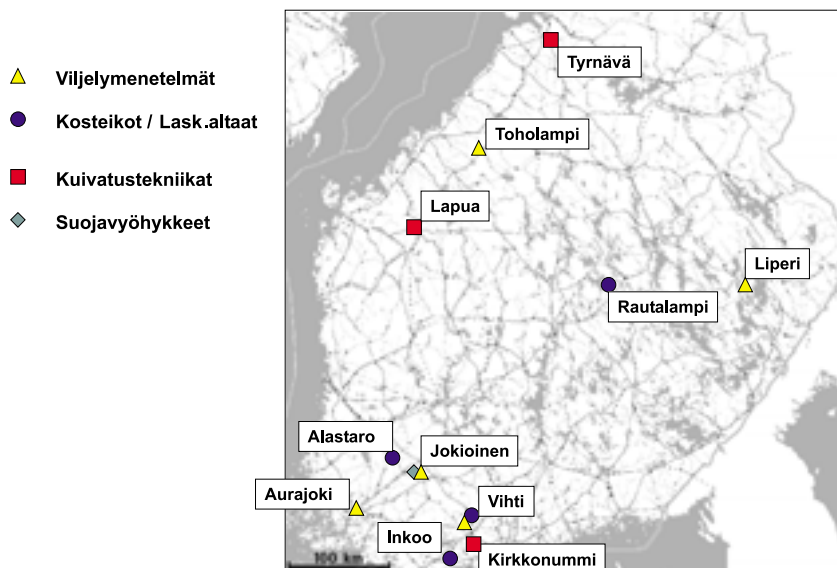 Viljelymenetelmät
Kosteikot / Lask.altaat
Kuivatustekniikat
Suojavyöhykkeet
Tyrnävä
Toholampi
Lapua
Liperi
Rautalampi
Alastaro
Jokioinen
Aurajoki
Vihti
Inkoo
Kirkkonummi
100 km